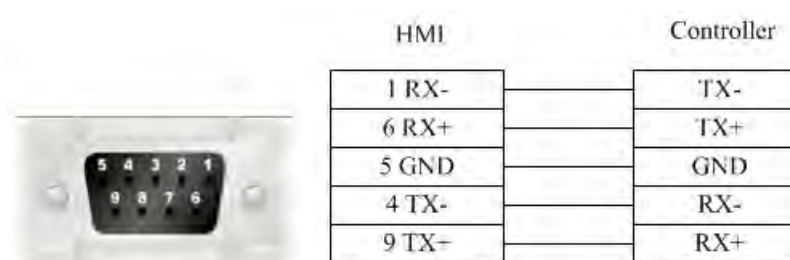 HMI
Controller
1 RX-
TX-
6 RX+
TX+
5 GND
GND
4 TX-
RX-
9 TX+
RX+
5 4 3 2 1
9 8 7 6